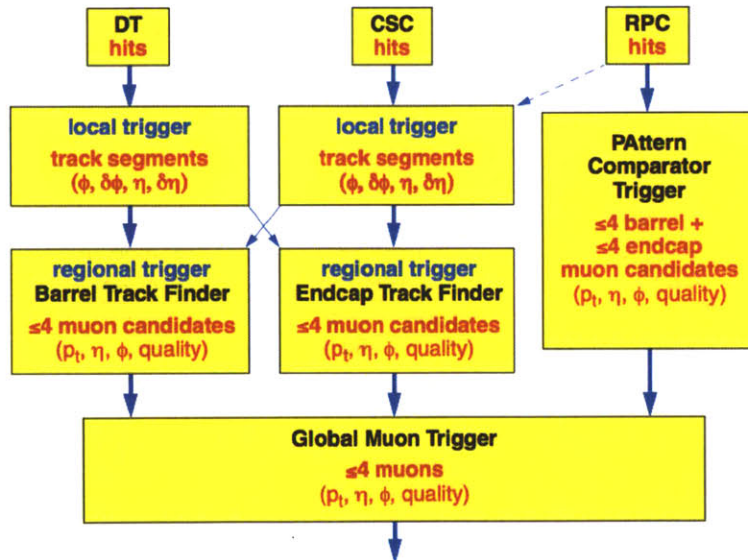 DT
hits
CSC
hits
RPC
hits
local trigger
track segments
(ϕ, δϕ, η, δη)
local trigger
track segments
(ϕ, δϕ, η, δη)
PAttern
Comparator
Trigger
≤4 barrel +
≤4 endcap
muon candidates
(pₜ, η, ϕ, quality)
regional trigger
Barrel Track Finder
≤4 muon candidates
(pₜ, η, ϕ, quality)
regional trigger
Endcap Track Finder
≤4 muon candidates
(pₜ, η, ϕ, quality)
Global Muon Trigger
≤4 muons
(pₜ, η, ϕ, quality)